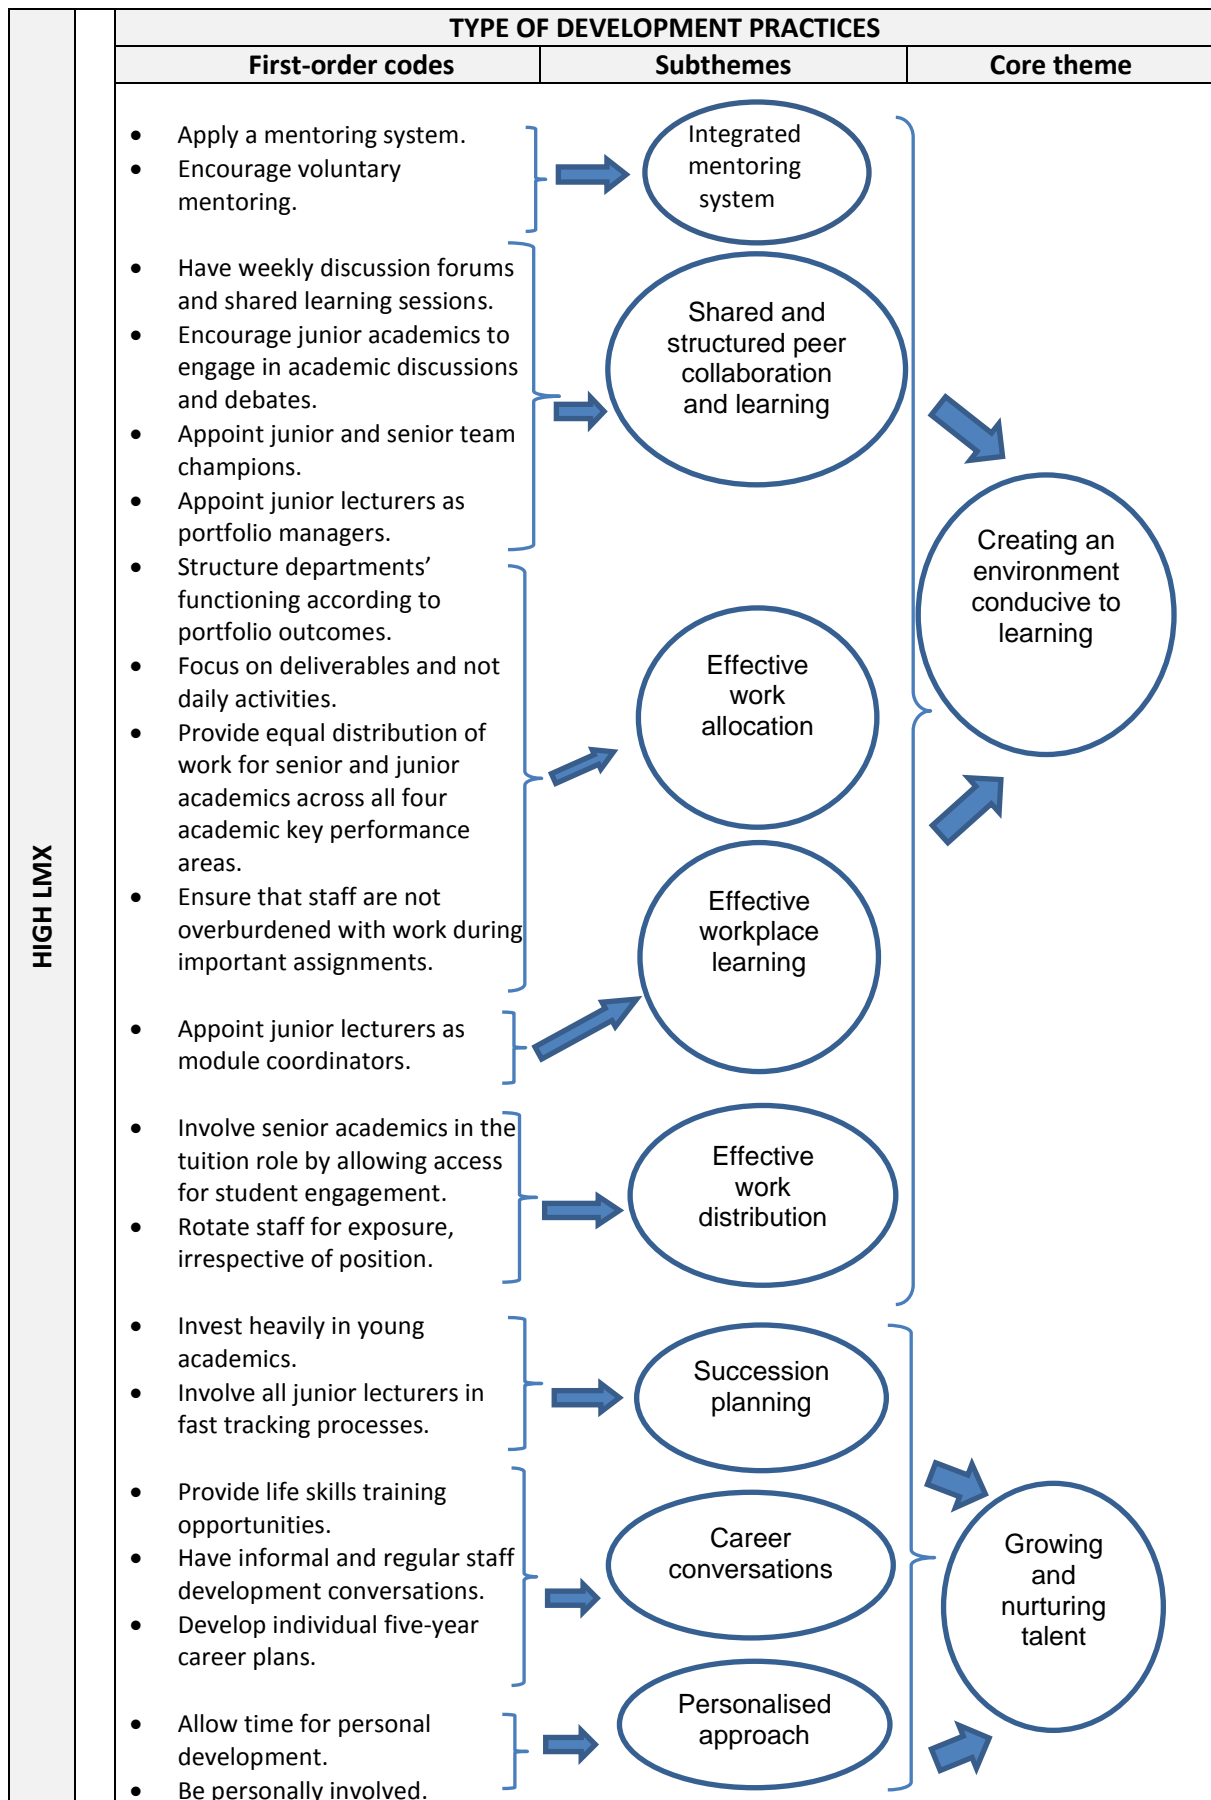 TYPE OF DEVELOPMENT PRACTICES
First-order codes
Subthemes
Core theme
HIGH LMX
• Apply a mentoring system.
• Encourage voluntary
mentoring.
Integrated
mentoring
system
• Have weekly discussion forums
and shared learning sessions.
• Encourage junior academics to
engage in academic discussions
and debates.
• Appoint junior and senior team
champions.
• Appoint junior lecturers as
portfolio managers.
Shared and
structured peer
collaboration
and learning
• Structure departments’
functioning according to
portfolio outcomes.
• Focus on deliverables and not
daily activities.
• Provide equal distribution of
work for senior and junior
academics across all four
academic key performance
areas.
• Ensure that staff are not
overburdened with work during
important assignments.
Effective
work
allocation
• Appoint junior lecturers as
module coordinators.
Effective
workplace
learning
• Involve senior academics in the
tuition role by allowing access
for student engagement.
• Rotate staff for exposure,
irrespective of position.
Effective
work
distribution
Creating an
environment
conducive to
learning
• Invest heavily in young
academics.
• Involve all junior lecturers in
fast tracking processes.
Succession
planning
• Provide life skills training
opportunities.
• Have informal and regular staff
development conversations.
• Develop individual five-year
career plans.
Career
conversations
• Allow time for personal
development.
• Be personally involved.
Personalised
approach
Growing
and
nurturing
talent